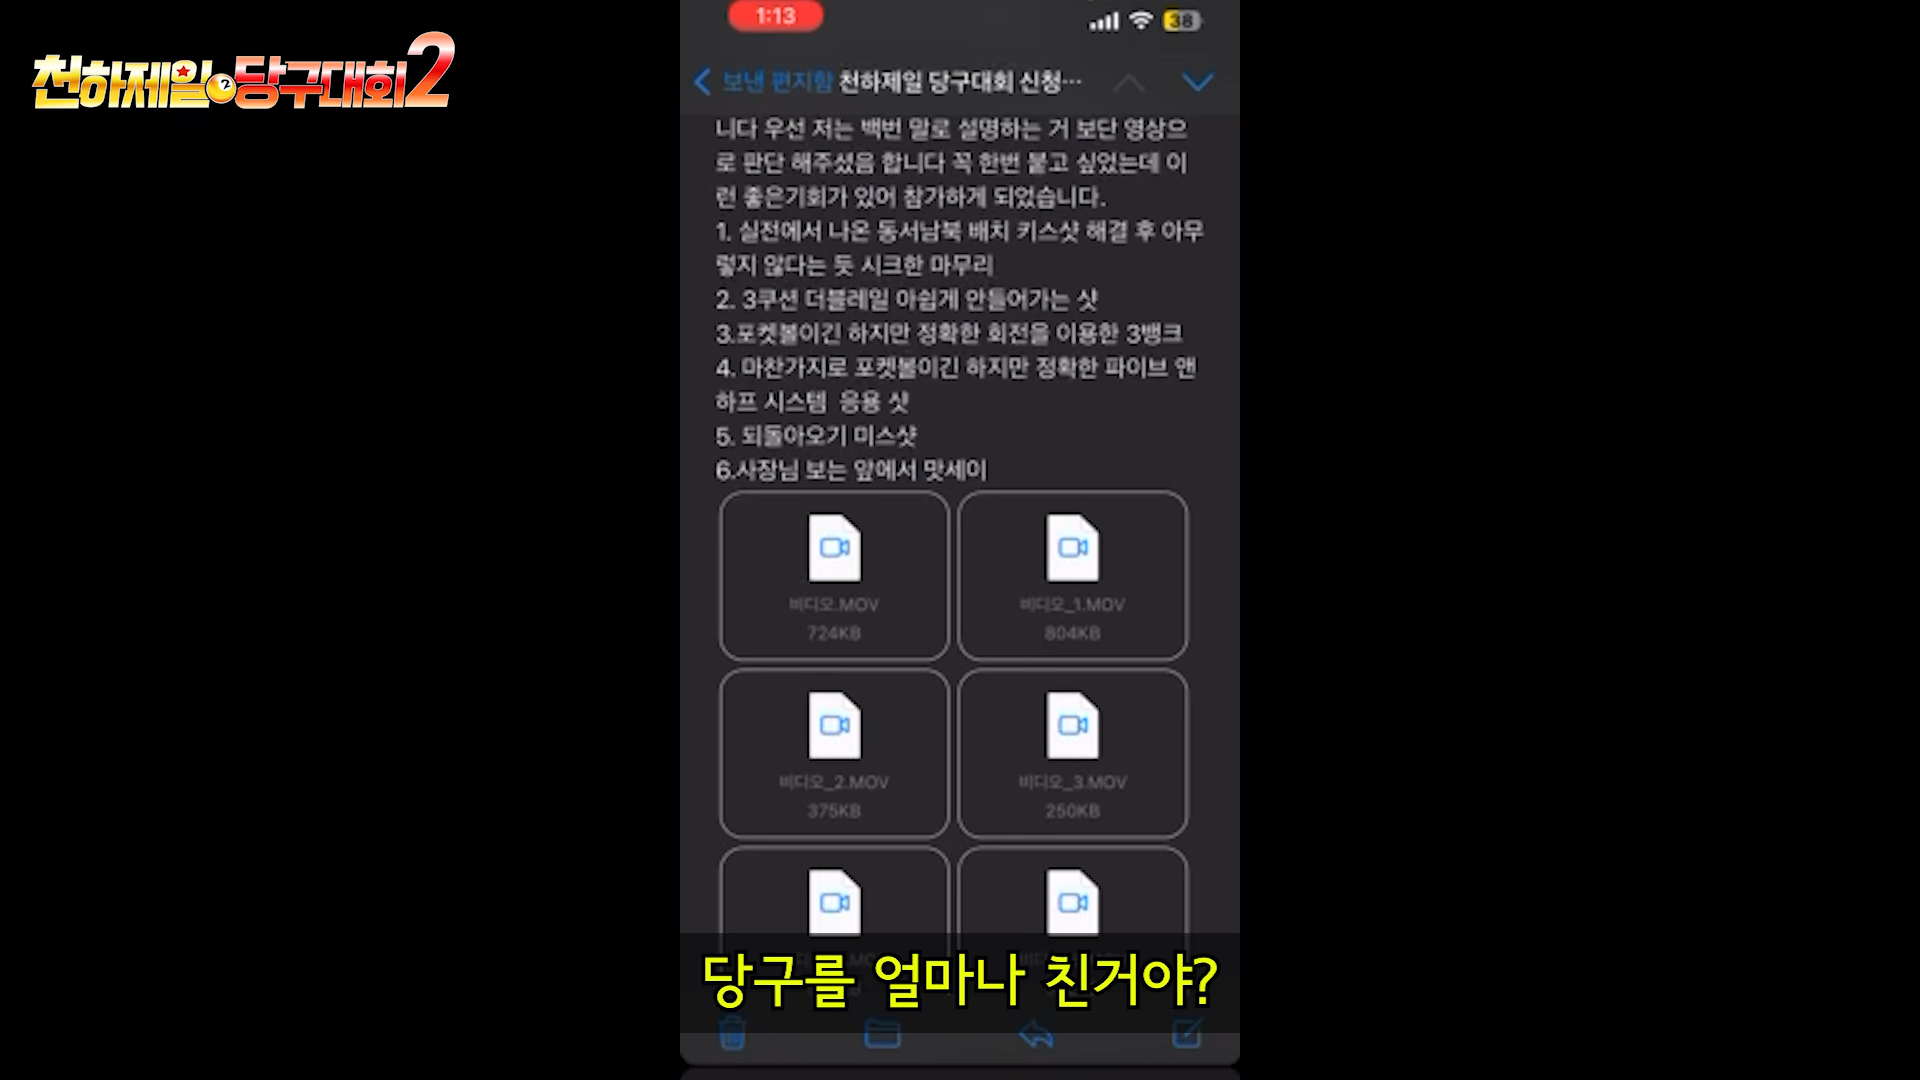 천하제일 당구대회2
1:13
38
보낸 편지함 천하제일 당구대회 신청…
니다 우선 저는 백번 말로 설명하는 거 보단 영상으
로 판단 해주셨음 합니다 꼭 한번 붙고 싶었는데 이
런 좋은기회가 있어 참가하게 되었습니다.
1. 실전에서 나온 동서남북 배치 키스샷 해결 후 아무
렇지 않다는 듯 시크한 마무리
2. 3쿠션 더블레일 아쉽게 안들어가는 샷
3.포켓볼이긴 하지만 정확한 회전을 이용한 3뱅크
4. 마찬가지로 포켓볼이긴 하지만 정확한 파이브 앤
하프 시스템 응용 샷
5. 되돌아오기 미스샷
6.사장님 보는 앞에서 맛세이
비디오.MOV
비디오_1.MOV
724KB
804KB
비디오_2.MOV
비디오_3.MOV
375KB
250KB
당구를 얼마나 친거야?